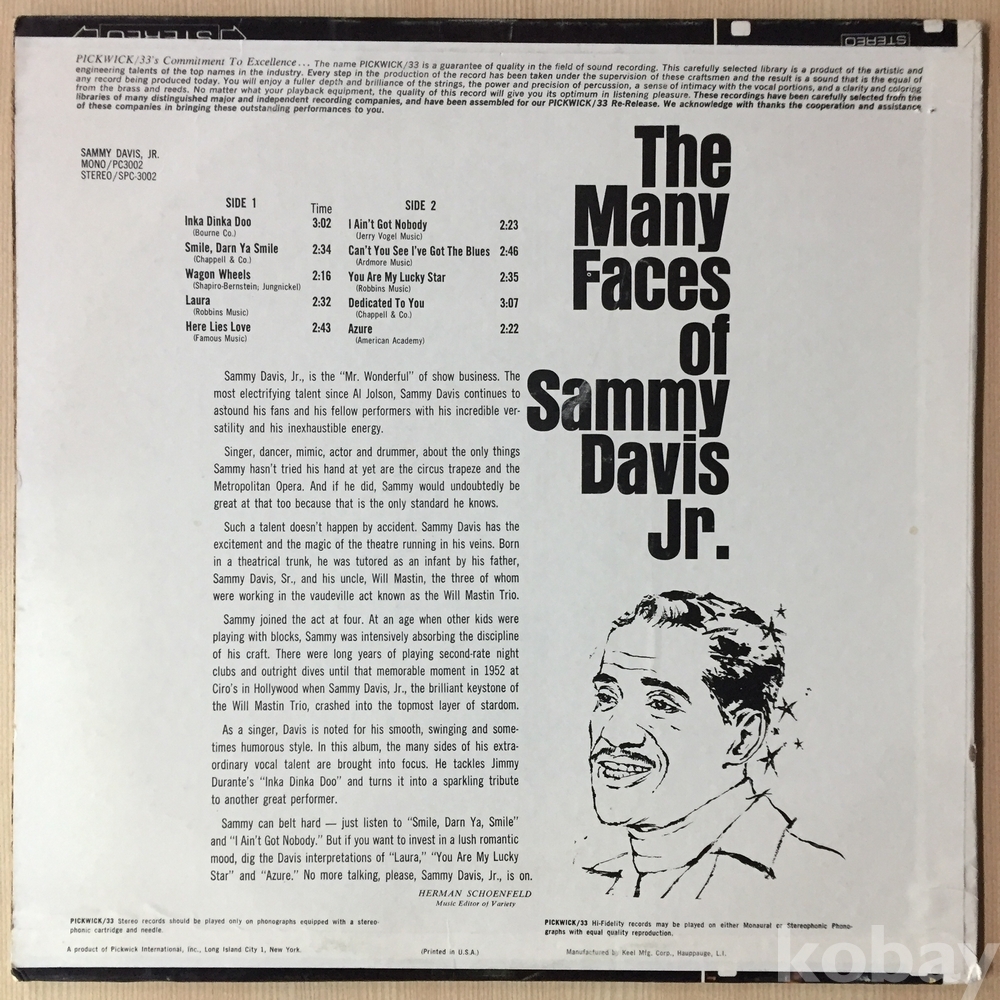 STEREO
STEREO
PICKWICK/33's Commitment To Excellence... The name PICKWICK/33 is a guarantee of quality in the field of sound recording. This carefully selected library is a product of the artistic and
engineering talents of the top names in the industry. Every step in the production of the record has been taken under the supervision of these craftsmen and the result is a sound that is the equal of
any record being produced today. You will enjoy a fuller depth and brilliance of the strings, the power and precision of percussion, a sense of intimacy with the vocal portions, and a clarity and coloring
from the brass and reeds. No matter what your playback equipment, the quality of this record will give you its optimum in listening pleasure. These recordings have been carefully selected from the
libraries of many distinguished major and independent recording companies, and have been assembled for our PICKWICK/33 Re-Release. We acknowledge with thanks the cooperation and assistance
of these companies in bringing these outstanding performances to you.
SAMMY DAVIS, JR.
MONO/PC3002
STEREO/SPC-3002
SIDE 1 Time
Inka Dinka Doo 3:02
(Bourne Co.)
Smile, Darn Ya Smile 2:34
(Chappell & Co.)
Wagon Wheels 2:16
(Shapiro-Bernstein; Jungnickel)
Laura 2:32
(Robbins Music)
Here Lies Love 2:43
(Famous Music)
SIDE 2
I Ain't Got Nobody 2:23
(Jerry Vogel Music)
Can't You See I've Got The Blues 2:46
(Ardmore Music)
You Are My Lucky Star 2:35
(Robbins Music)
Dedicated To You 3:07
(Chappell & Co.)
Azure 2:22
(American Academy)
The
Many
Faces
of
Sammy
Davis
Jr.
Sammy Davis, Jr., is the "Mr. Wonderful" of show business. The
most electrifying talent since Al Jolson, Sammy Davis continues to
astound his fans and his fellow performers with his incredible ver-
satility and his inexhaustible energy.
Singer, dancer, mimic, actor and drummer, about the only things
Sammy hasn't tried his hand at yet are the circus trapeze and the
Metropolitan Opera. And if he did, Sammy would undoubtedly be
great at that too because that is the only standard he knows.
Such a talent doesn't happen by accident. Sammy Davis has the
excitement and the magic of the theatre running in his veins. Born
in a theatrical trunk, he was tutored as an infant by his father,
Sammy Davis, Sr., and his uncle, Will Mastin, the three of whom
were working in the vaudeville act known as the Will Mastin Trio.
Sammy joined the act at four. At an age when other kids were
playing with blocks, Sammy was intensively absorbing the discipline
of his craft. There were long years of playing second-rate night
clubs and outright dives until that memorable moment in 1952 at
Ciro's in Hollywood when Sammy Davis, Jr., the brilliant keystone of
the Will Mastin Trio, crashed into the topmost layer of stardom.
As a singer, Davis is noted for his smooth, swinging and some-
times humorous style. In this album, the many sides of his extra-
ordinary vocal talent are brought into focus. He tackles Jimmy
Durante's "Inka Dinka Doo" and turns it into a sparkling tribute
to another great performer.
Sammy can belt hard — just listen to "Smile, Darn Ya, Smile"
and "I Ain't Got Nobody." But if you want to invest in a lush romantic
mood, dig the Davis interpretations of "Laura," "You Are My Lucky
Star" and "Azure." No more talking, please, Sammy Davis, Jr., is on.
HERMAN SCHOENFELD
Music Editor of Variety
PICKWICK/33 Stereo records should be played only on phonographs equipped with a stereo-
phonic cartridge and needle.
PICKWICK/33 Hi-Fidelity records may be played on either Monaural or Stereophonic Phono-
graphs with equal quality reproduction.
A product of Pickwick International, Inc., Long Island City 1, New York.
(Printed in U.S.A.)
Manufactured by Keel Mfg. Corp., Hauppauge, L.I.
kobay